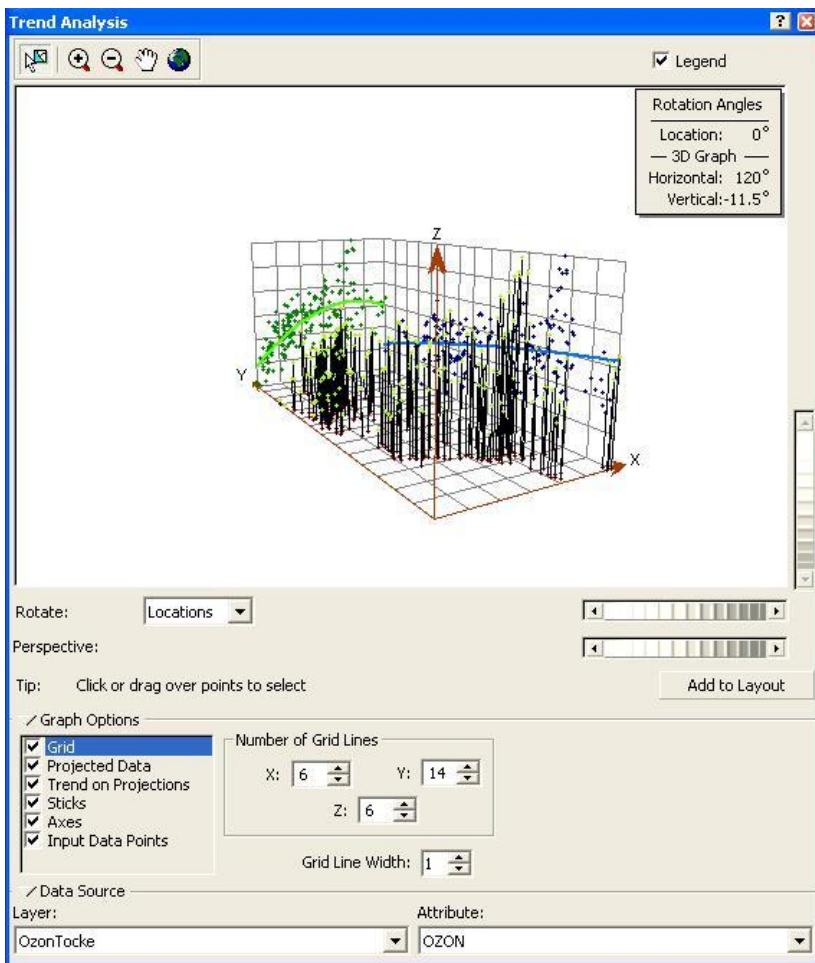 Trend Analysis
Legend
Rotation Angles
Location: 0°
3D Graph
Horizontal: 120°
Vertical:-11.5°
Z
Y
X
Rotate: Locations
Perspective:
Tip: Click or drag over points to select
Add to Layout
Graph Options
Grid
Projected Data
Trend on Projections
Sticks
Axes
Input Data Points
Number of Grid Lines
X: 6 Y: 14
Z: 6
Grid Line Width: 1
Data Source
Layer: Attribute:
OzonTocke OZON